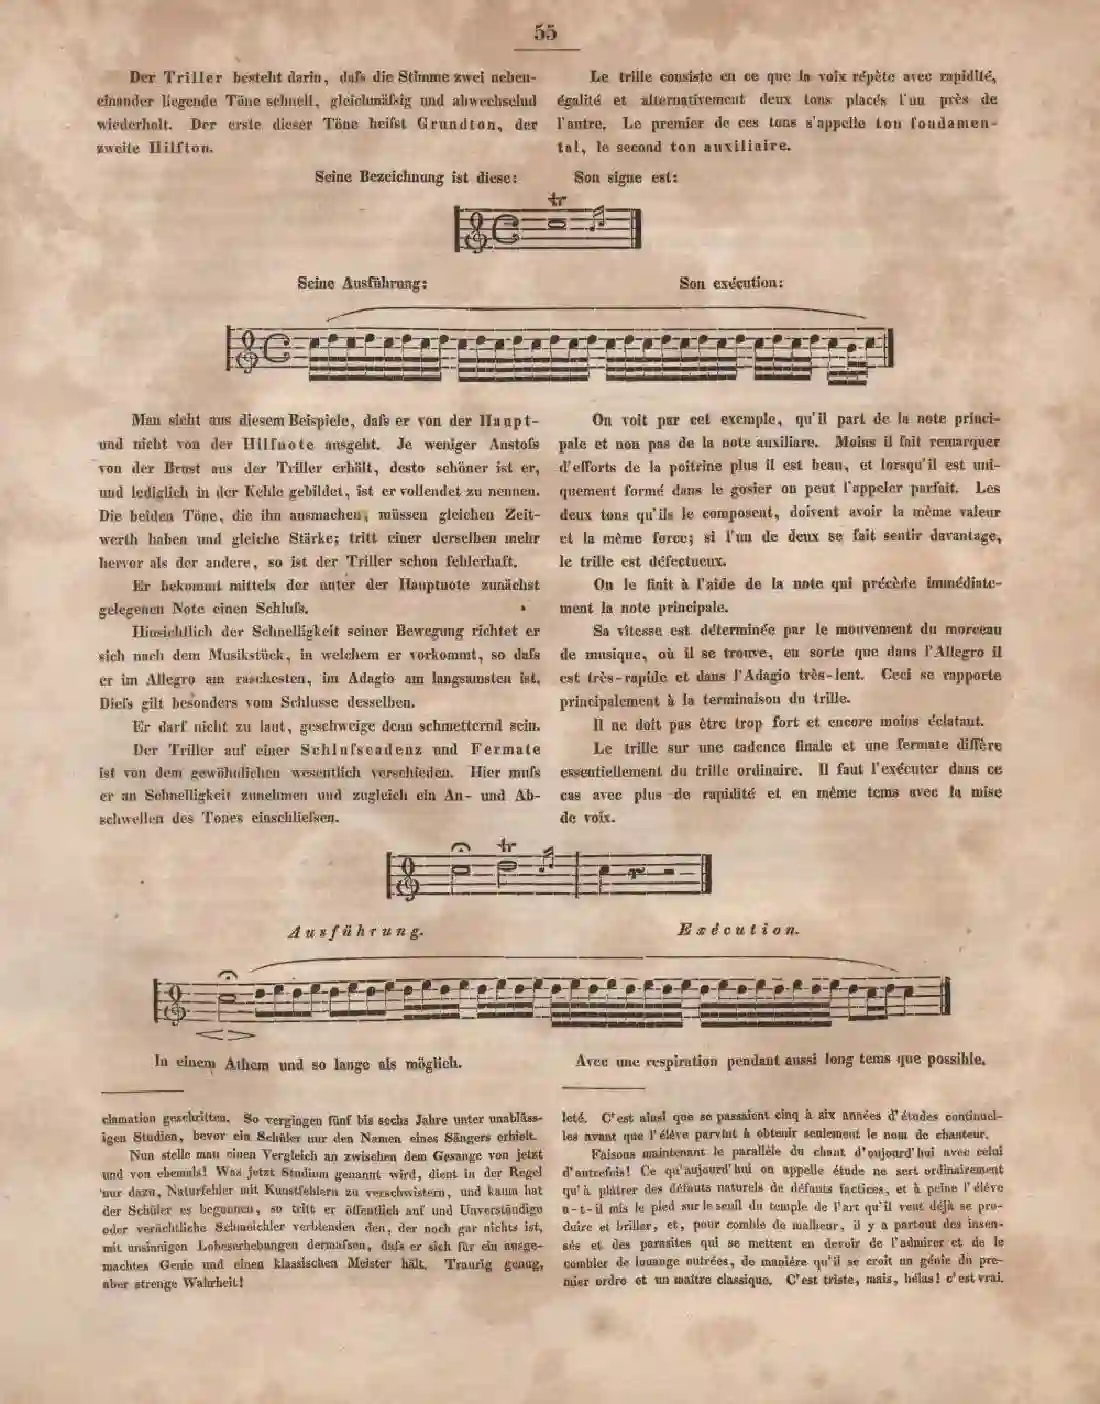 55
Der Triller besteht darin, daſs die Stimme zwei neben-
einander liegende Töne schnell, gleichmäſsig und abwechselnd
wiederholt. Der erste dieser Töne heiſst Grundton, der
zweite Hilfton.
Le trille consiste en ce que la voix répète avec rapidité,
égalité et alternativement deux tons placés l'un près de
l'autre. Le premier de ces tons s'appelle ton fondamen-
tal, le second ton auxiliaire.
Seine Bezeichnung ist diese:
Son signe est:
tr
Seine Ausführung:
Son exécution:
Man sieht aus diesem Beispiele, daſs er von der Haupt-
und nicht von der Hilfnote ausgeht. Je weniger Anstoſs
von der Brust aus der Triller erhält, desto schöner ist er,
und lediglich in der Kehle gebildet, ist er vollendet zu nennen.
Die beiden Töne, die ihn ausmachen, müssen gleichen Zeit-
werth haben und gleiche Stärke; tritt einer derselben mehr
hervor als der andere, so ist der Triller schon fehlerhaft.
Er bekommt mittels der unter der Hauptnote zunächst
gelegenen Note einen Schluſs.
Hinsichtlich der Schnelligkeit seiner Bewegung richtet er
sich nach dem Musikstück, in welchem er vorkommt, so daſs
er im Allegro am raschesten, im Adagio am langsamsten ist.
Dieſs gilt besonders vom Schlusse desselben.
Er darf nicht zu laut, geschweige denn schmetternd sein.
Der Triller auf einer Schluſscadenz und Fermate
ist von dem gewöhnlichen wesentlich verschieden. Hier muſs
er an Schnelligkeit zunehmen und zugleich ein An- und Ab-
schwellen des Tones einschlieſsen.
On voit par cet exemple, qu'il part de la note princi-
pale et non pas de la note auxiliare. Moins il fait remarquer
d'efforts de la poitrine plus il est beau, et lorsqu'il est uni-
quement formé dans le gosier on peut l'appeler parfait. Les
deux tons qu'ils le composent, doivent avoir la même valeur
et la même force; si l'un de deux se fait sentir davantage,
le trille est défectueux.
On le finit à l'aide de la note qui précède immédiate-
ment la note principale.
Sa vitesse est déterminée par le mouvement du morceau
de musique, où il se trouve, en sorte que dans l'Allegro il
est très-rapide et dans l'Adagio très-lent. Ceci se rapporte
principalement à la terminaison du trille.
Il ne doit pas être trop fort et encore moins éclatant.
Le trille sur une cadence finale et une fermate diffère
essentiellement du trille ordinaire. Il faut l'exécuter dans ce
cas avec plus de rapidité et en même tems avec la mise
de voix.
tr
Ausführung.
Exécution.
In einem Athem und so lange als möglich.
Avec une respiration pendant aussi long tems que possible.
clamation geschritten. So vergingen fünf bis sechs Jahre unter unabläss-
igen Studien, bevor ein Schüler nur den Namen eines Sängers erhielt.
Nun stelle man einen Vergleich an zwischen dem Gesange von jetzt
und von ehemals! Was jetzt Studium genannt wird, dient in der Regel
nur dazu, Naturfehler mit Kunstfehlern zu verschwistern, und kaum hat
der Schüler es begonnen, so tritt er öffentlich auf und Unverständige
oder verächtliche Schmeichler verblenden den, der noch gar nichts ist,
mit unsinnigen Lobeserhebungen dermaſsen, daſs er sich für ein ausge-
machtes Genie und einen klassischen Meister hält. Traurig genug,
aber strenge Wahrheit!
leté. C'est ainsi que se passaient cinq à six années d'études continuel-
les avant que l'élève parvint à obtenir seulement le nom de chanteur.
Faisons maintenant le parallèle du chant d'aujourd'hui avec celui
d'autrefois! Ce qu'aujourd'hui on appelle étude ne sert ordinairement
qu'à plâtrer des défauts naturels de défauts factices, et à peine l'élève
a-t-il mis le pied sur le seuil du temple de l'art qu'il veut déjà se pro-
duire et briller, et, pour comble de malheur, il y a partout des insen-
sés et des parasites qui se mettent en devoir de l'admirer et de le
combler de louange outrées, de manière qu'il se croit un génie du pre-
mier ordre et un maître classique. C'est triste, mais, hélas! c'est vrai.